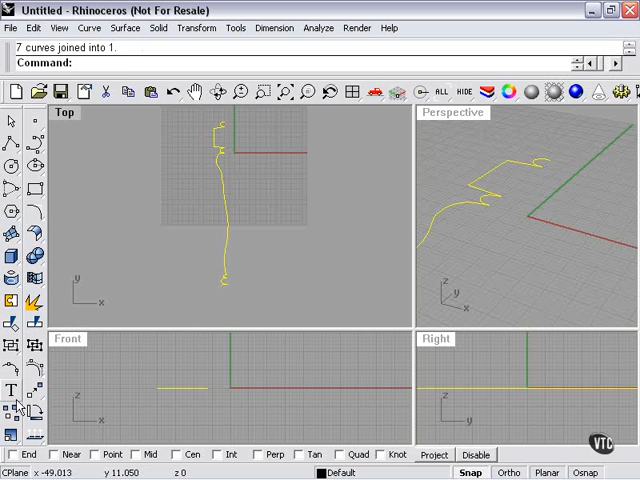 Untitled - Rhinoceros (Not For Resale)
File Edit View Curve Surface Solid Transform Tools Dimension Analyze Render Help
7 curves joined into 1.
Command:
ALL HIDE
Top
y
x
Perspective
z
y
x
Front
z
x
Right
z
y
T
VTC
End Near Point Mid Cen Int Perp Tan Quad Knot Project Disable
CPlane x -49.013 y 11.050 z 0 Default Snap Ortho Planar Osnap